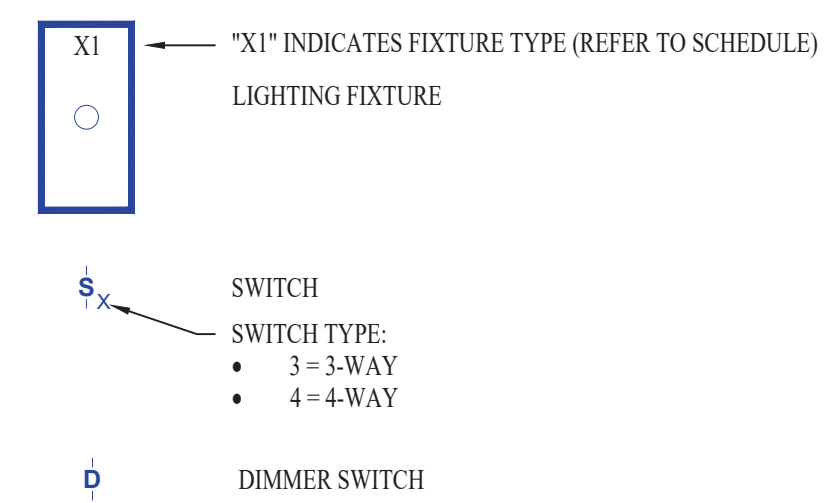 X1 "X1" INDICATES FIXTURE TYPE (REFER TO SCHEDULE)
LIGHTING FIXTURE
SX SWITCH
SWITCH TYPE:
• 3 = 3-WAY
• 4 = 4-WAY
D DIMMER SWITCH